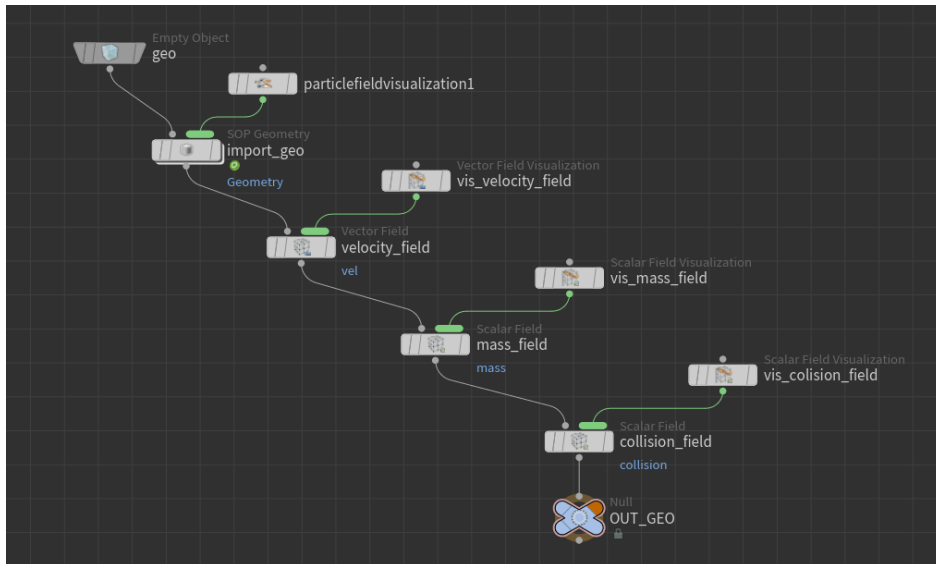 Empty Object
geo
particlefieldvisualization1
SOP Geometry
import_geo
Geometry
Vector Field Visualization
vis_velocity_field
Vector Field
velocity_field
vel
Scalar Field Visualization
vis_mass_field
Scalar Field
mass_field
mass
Scalar Field Visualization
vis_colision_field
Scalar Field
collision_field
collision
Null
OUT_GEO